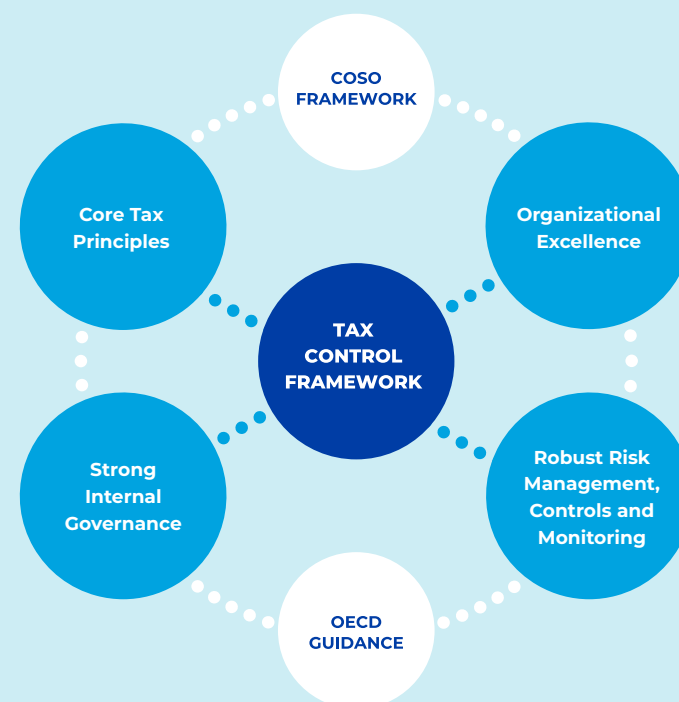 COSO
FRAMEWORK
Core Tax
Principles
Organizational
Excellence
TAX
CONTROL
FRAMEWORK
Strong
Internal
Governance
Robust Risk
Management,
Controls and
Monitoring
OECD
GUIDANCE